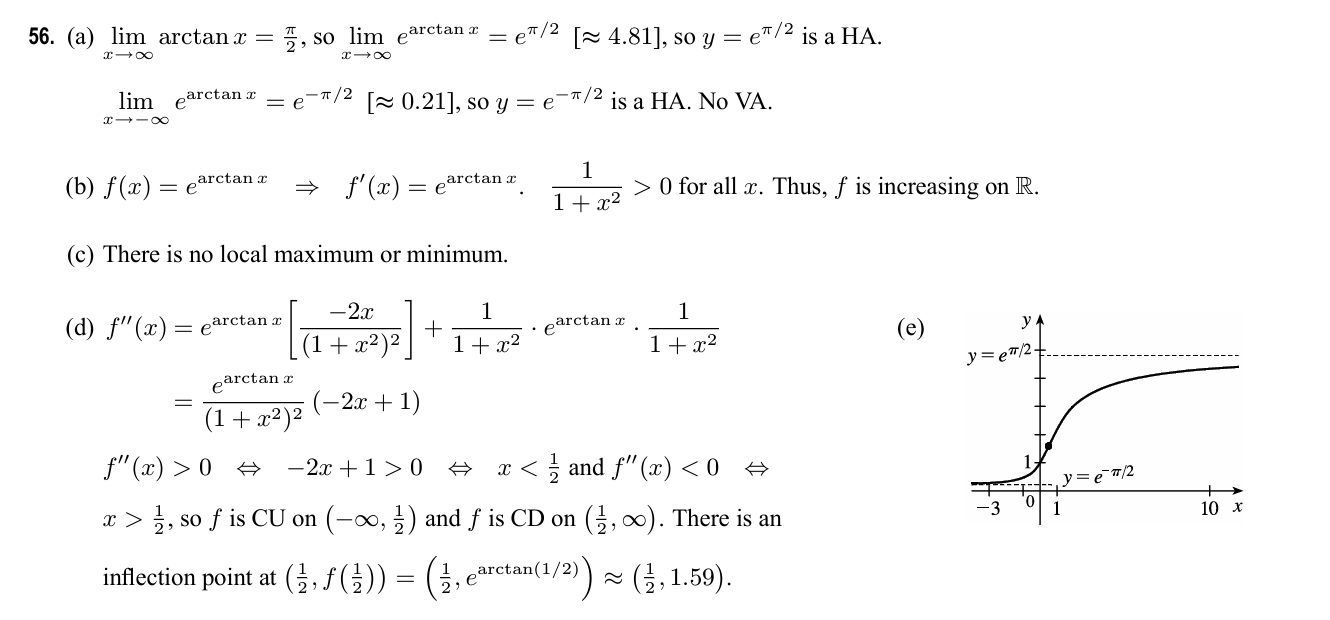 56. (a) lim_{x→∞} arctan x = π/2, so lim_{x→∞} e^{arctan x} = e^{π/2} [≈ 4.81], so y = e^{π/2} is a HA.
lim_{x→−∞} e^{arctan x} = e^{−π/2} [≈ 0.21], so y = e^{−π/2} is a HA. No VA.
(b) f(x) = e^{arctan x} ⇒ f′(x) = e^{arctan x} · 1/(1 + x²) > 0 for all x. Thus, f is increasing on ℝ.
(c) There is no local maximum or minimum.
(d) f″(x) = e^{arctan x} [−2x/(1 + x²)²] + 1/(1 + x²) · e^{arctan x} · 1/(1 + x²)
= e^{arctan x}/(1 + x²)² (−2x + 1)
f″(x) > 0 ⇔ −2x + 1 > 0 ⇔ x < 1/2 and f″(x) < 0 ⇔
x > 1/2, so f is CU on (−∞, 1/2) and f is CD on (1/2, ∞). There is an
inflection point at (1/2, f(1/2)) = (1/2, e^{arctan(1/2)}) ≈ (1/2, 1.59).
(e)
y
y = e^{π/2}
1
y = e^{−π/2}
−3 0 1 10 x